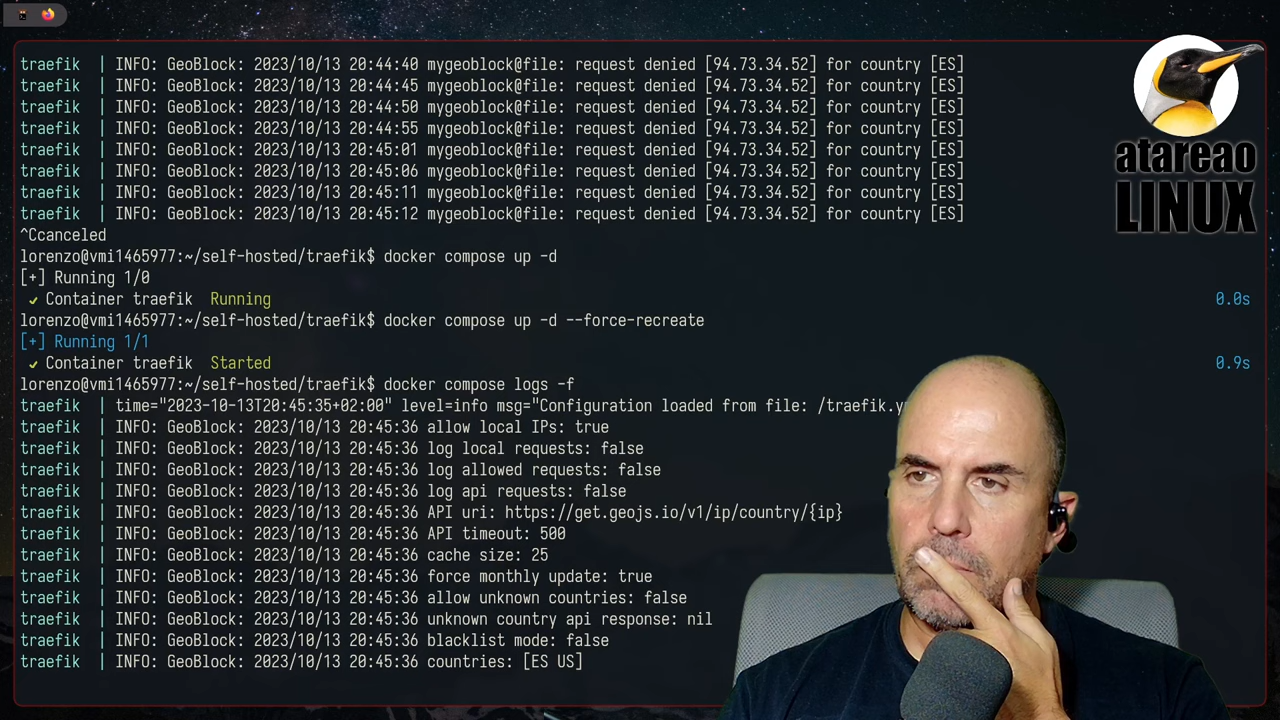 traefik | INFO: GeoBlock: 2023/10/13 20:44:40 mygeoblock@file: request denied [94.73.34.52] for country [ES]
traefik | INFO: GeoBlock: 2023/10/13 20:44:45 mygeoblock@file: request denied [94.73.34.52] for country [ES]
traefik | INFO: GeoBlock: 2023/10/13 20:44:50 mygeoblock@file: request denied [94.73.34.52] for country [ES]
traefik | INFO: GeoBlock: 2023/10/13 20:44:55 mygeoblock@file: request denied [94.73.34.52] for country [ES]
traefik | INFO: GeoBlock: 2023/10/13 20:45:01 mygeoblock@file: request denied [94.73.34.52] for country [ES]
traefik | INFO: GeoBlock: 2023/10/13 20:45:06 mygeoblock@file: request denied [94.73.34.52] for country [ES]
traefik | INFO: GeoBlock: 2023/10/13 20:45:11 mygeoblock@file: request denied [94.73.34.52] for country [ES]
traefik | INFO: GeoBlock: 2023/10/13 20:45:12 mygeoblock@file: request denied [94.73.34.52] for country [ES]
^Ccanceled
lorenzo@vmi1465977:~/self-hosted/traefik$ docker compose up -d
[+] Running 1/0
✔ Container traefik Running 0.0s
lorenzo@vmi1465977:~/self-hosted/traefik$ docker compose up -d --force-recreate
[+] Running 1/1
✔ Container traefik Started 0.9s
lorenzo@vmi1465977:~/self-hosted/traefik$ docker compose logs -f
traefik | time="2023-10-13T20:45:35+02:00" level=info msg="Configuration loaded from file: /traefik.y
traefik | INFO: GeoBlock: 2023/10/13 20:45:36 allow local IPs: true
traefik | INFO: GeoBlock: 2023/10/13 20:45:36 log local requests: false
traefik | INFO: GeoBlock: 2023/10/13 20:45:36 log allowed requests: false
traefik | INFO: GeoBlock: 2023/10/13 20:45:36 log api requests: false
traefik | INFO: GeoBlock: 2023/10/13 20:45:36 API uri: https://get.geojs.io/v1/ip/country/{ip}
traefik | INFO: GeoBlock: 2023/10/13 20:45:36 API timeout: 500
traefik | INFO: GeoBlock: 2023/10/13 20:45:36 cache size: 25
traefik | INFO: GeoBlock: 2023/10/13 20:45:36 force monthly update: true
traefik | INFO: GeoBlock: 2023/10/13 20:45:36 allow unknown countries: false
traefik | INFO: GeoBlock: 2023/10/13 20:45:36 unknown country api response: nil
traefik | INFO: GeoBlock: 2023/10/13 20:45:36 blacklist mode: false
traefik | INFO: GeoBlock: 2023/10/13 20:45:36 countries: [ES US]
atareao
LINUX